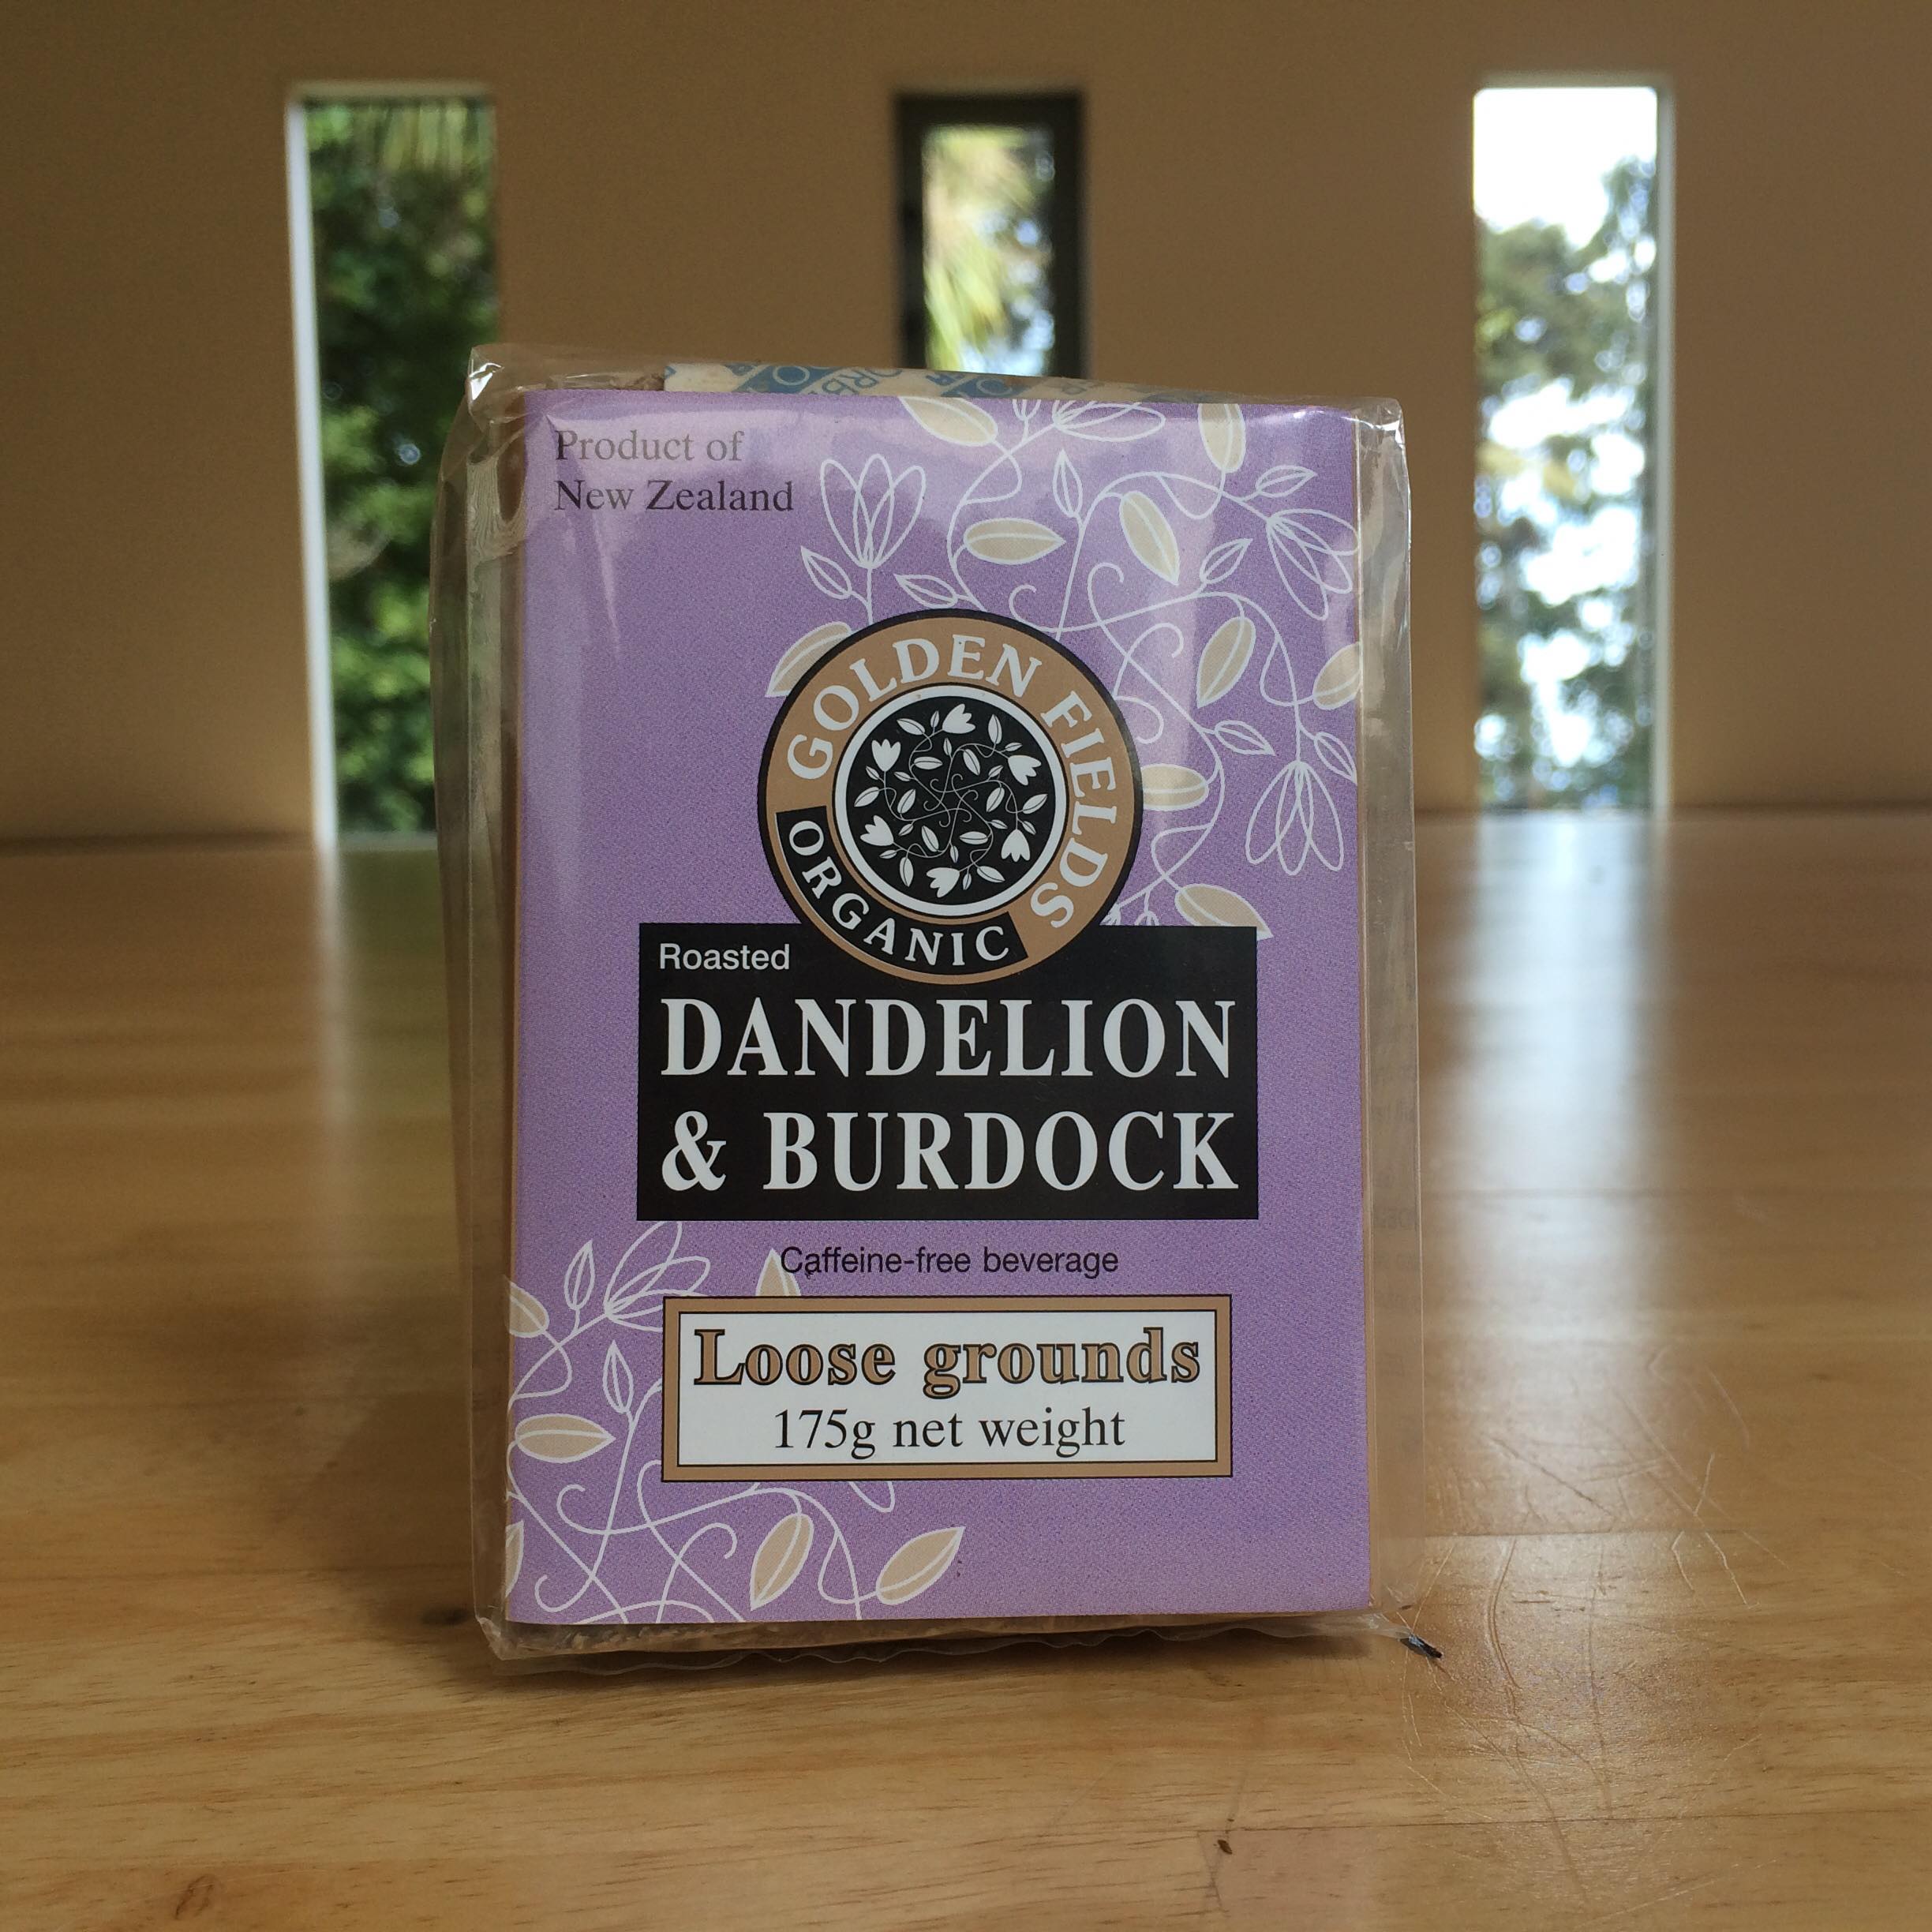 Product of
New Zealand
GOLDEN FIELDS
ORGANIC
Roasted
DANDELION
& BURDOCK
Caffeine-free beverage
Loose grounds
175g net weight